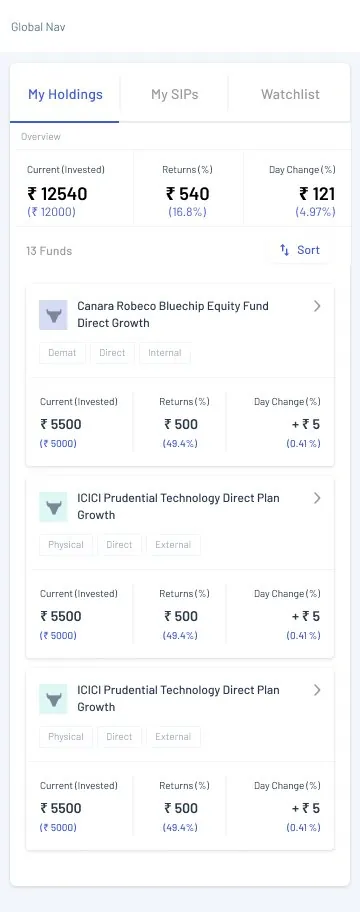 Global Nav
My Holdings
My SIPs
Watchlist
Overview
Current (Invested)
Returns (%)
Day Change (%)
₹ 12540
₹ 540
₹ 121
(₹ 12000)
(16.8%)
(4.97%)
13 Funds
Sort
Canara Robeco Bluechip Equity Fund
Direct Growth
Demat
Direct
Internal
Current (Invested)
Returns (%)
Day Change (%)
₹ 5500
₹ 500
+ ₹ 5
(₹ 5000)
(49.4%)
(0.41 %)
ICICI Prudential Technology Direct Plan
Growth
Physical
Direct
External
Current (Invested)
Returns (%)
Day Change (%)
₹ 5500
₹ 500
+ ₹ 5
(₹ 5000)
(49.4%)
(0.41 %)
ICICI Prudential Technology Direct Plan
Growth
Physical
Direct
External
Current (Invested)
Returns (%)
Day Change (%)
₹ 5500
₹ 500
+ ₹ 5
(₹ 5000)
(49.4%)
(0.41 %)